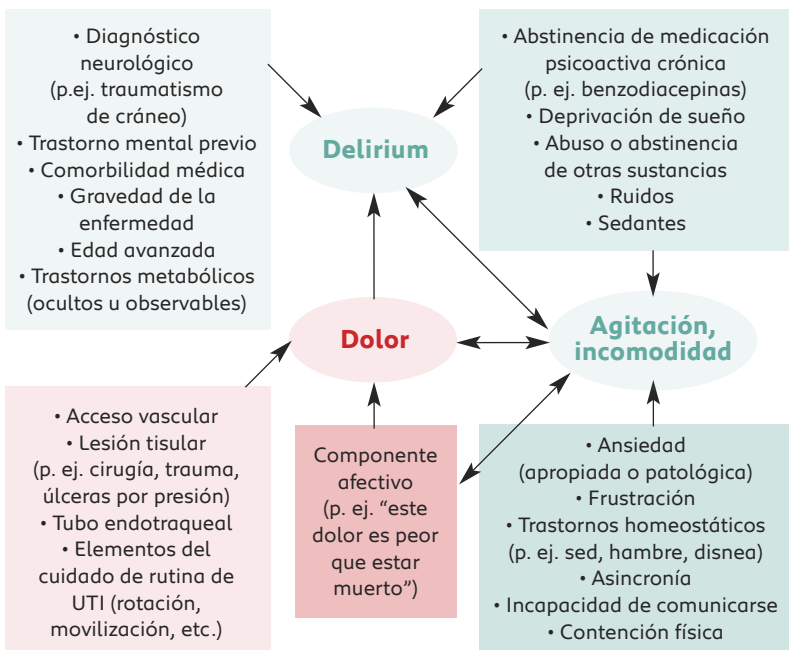 • Diagnóstico
neurológico
(p.ej. traumatismo
de cráneo)
• Trastorno mental previo
• Comorbilidad médica
• Gravedad de la
enfermedad
• Edad avanzada
• Trastornos metabólicos
(ocultos u observables)
Delirium
• Abstinencia de medicación
psicoactiva crónica
(p. ej. benzodiacepinas)
• Deprivación de sueño
• Abuso o abstinencia
de otras sustancias
• Ruidos
• Sedantes
Dolor
Agitación,
incomodidad
• Acceso vascular
• Lesión tisular
(p. ej. cirugía, trauma,
úlceras por presión)
• Tubo endotraqueal
• Elementos del
cuidado de rutina de
UTI (rotación,
movilización, etc.)
Componente
afectivo
(p. ej. “este
dolor es peor
que estar
muerto”)
• Ansiedad
(apropiada o patológica)
• Frustración
• Trastornos homeostáticos
(p. ej. sed, hambre, disnea)
• Asincronía
• Incapacidad de comunicarse
• Contención física